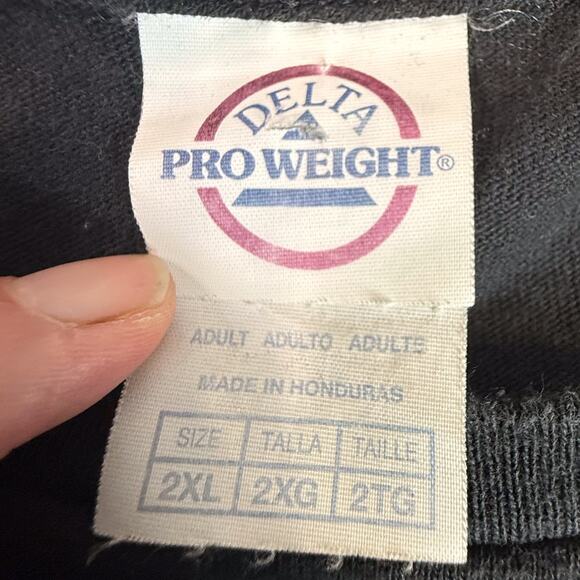 DELTA
PRO WEIGHT®
ADULT ADULTO ADULTE
MADE IN HONDURAS
SIZE TALLA TAILLE
2XL 2XG 2TG